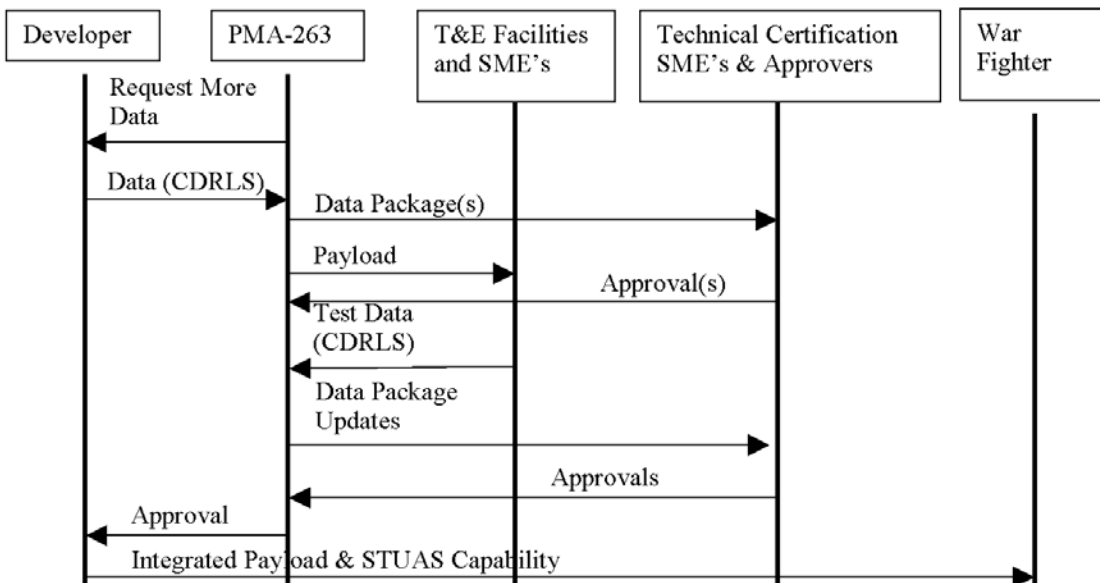 Developer
PMA-263
T&E Facilities
and SME's
Technical Certification
SME's & Approvers
War
Fighter
Request More
Data
Data (CDRLS)
Data Package(s)
Payload
Approval(s)
Test Data
(CDRLS)
Data Package
Updates
Approvals
Approval
Integrated Payload & STUAS Capability